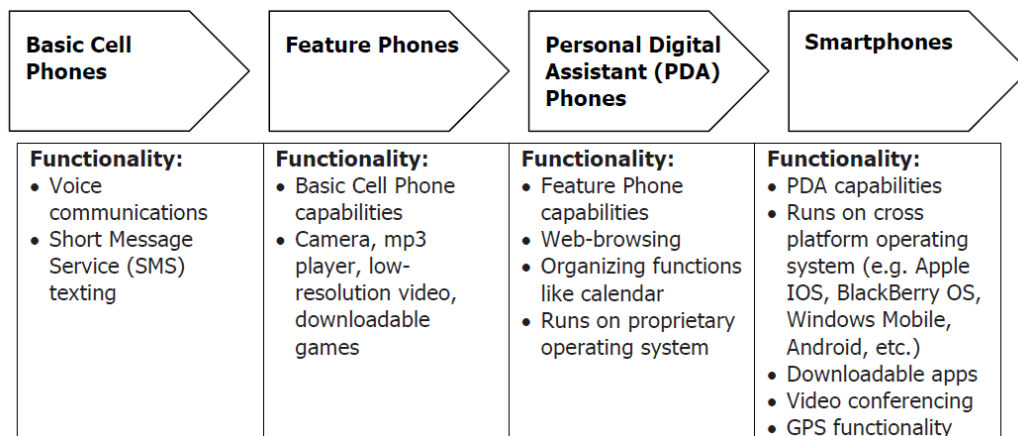 Basic Cell
Phones
Feature Phones
Personal Digital
Assistant (PDA)
Phones
Smartphones
Functionality:
• Voice
communications
• Short Message
Service (SMS)
texting
Functionality:
• Basic Cell Phone
capabilities
• Camera, mp3
player, low-
resolution video,
downloadable
games
Functionality:
• Feature Phone
capabilities
• Web-browsing
• Organizing functions
like calendar
• Runs on proprietary
operating system
Functionality:
• PDA capabilities
• Runs on cross
platform operating
system (e.g. Apple
IOS, BlackBerry OS,
Windows Mobile,
Android, etc.)
• Downloadable apps
• Video conferencing
• GPS functionality